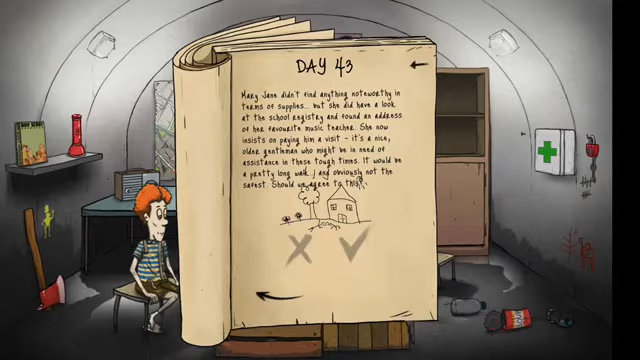 DAY 43
Mary Jane didn't find anything noteworthy in
terms of supplies... but she did have a look
at the school registry and found an address
of her favourite music teacher. She now
insists on paying him a visit - it's a nice,
older gentleman who might be in need of
assistance in these tough times. It would be
a pretty long walk... and obviously not the
safest. Should we agree to this?